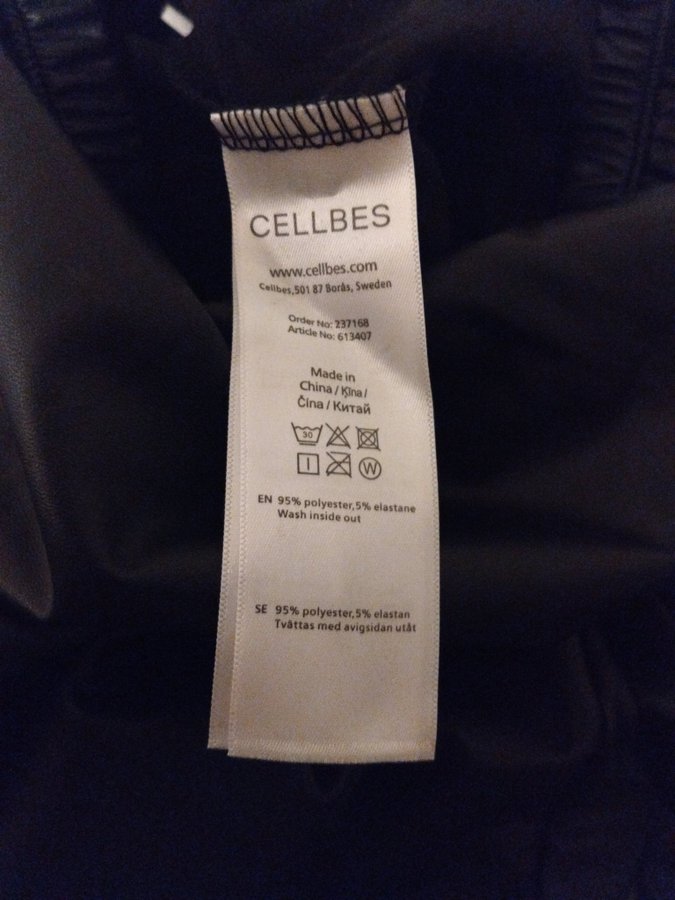 CELLBES
www.cellbes.com
Cellbes,501 87 Borås, Sweden
Order No: 237168
Article No: 613407
Made in
China / Ķīna /
Čína / Китай
30
W
EN 95% polyester,5% elastane
Wash inside out
SE 95% polyester,5% elastan
Tvättas med avigsidan utåt